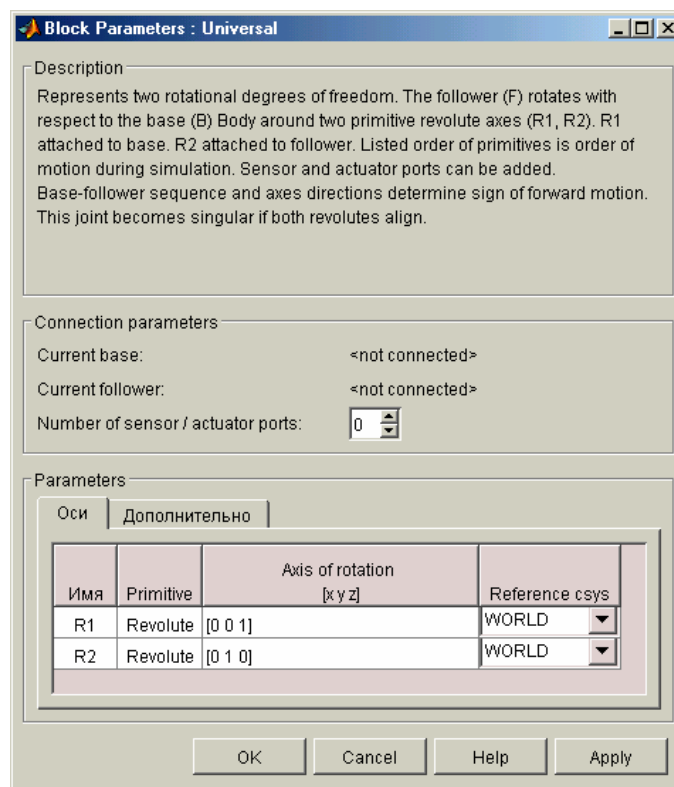 Block Parameters : Universal
Description
Represents two rotational degrees of freedom. The follower (F) rotates with
respect to the base (B) Body around two primitive revolute axes (R1, R2). R1
attached to base. R2 attached to follower. Listed order of primitives is order of
motion during simulation. Sensor and actuator ports can be added.
Base-follower sequence and axes directions determine sign of forward motion.
This joint becomes singular if both revolutes align.
Connection parameters
Current base: <not connected>
Current follower: <not connected>
Number of sensor / actuator ports: 0
Parameters
Оси Дополнительно
Имя Primitive Axis of rotation [x y z] Reference csys
R1 Revolute [0 0 1] WORLD
R2 Revolute [0 1 0] WORLD
OK Cancel Help Apply